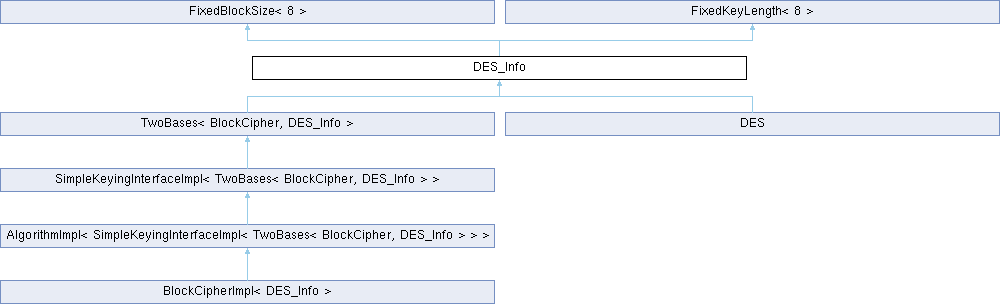 FixedBlockSize< 8 >
FixedKeyLength< 8 >
DES_Info
TwoBases< BlockCipher, DES_Info >
DES
SimpleKeyingInterfaceImpl< TwoBases< BlockCipher, DES_Info > >
AlgorithmImpl< SimpleKeyingInterfaceImpl< TwoBases< BlockCipher, DES_Info > > >
BlockCipherImpl< DES_Info >